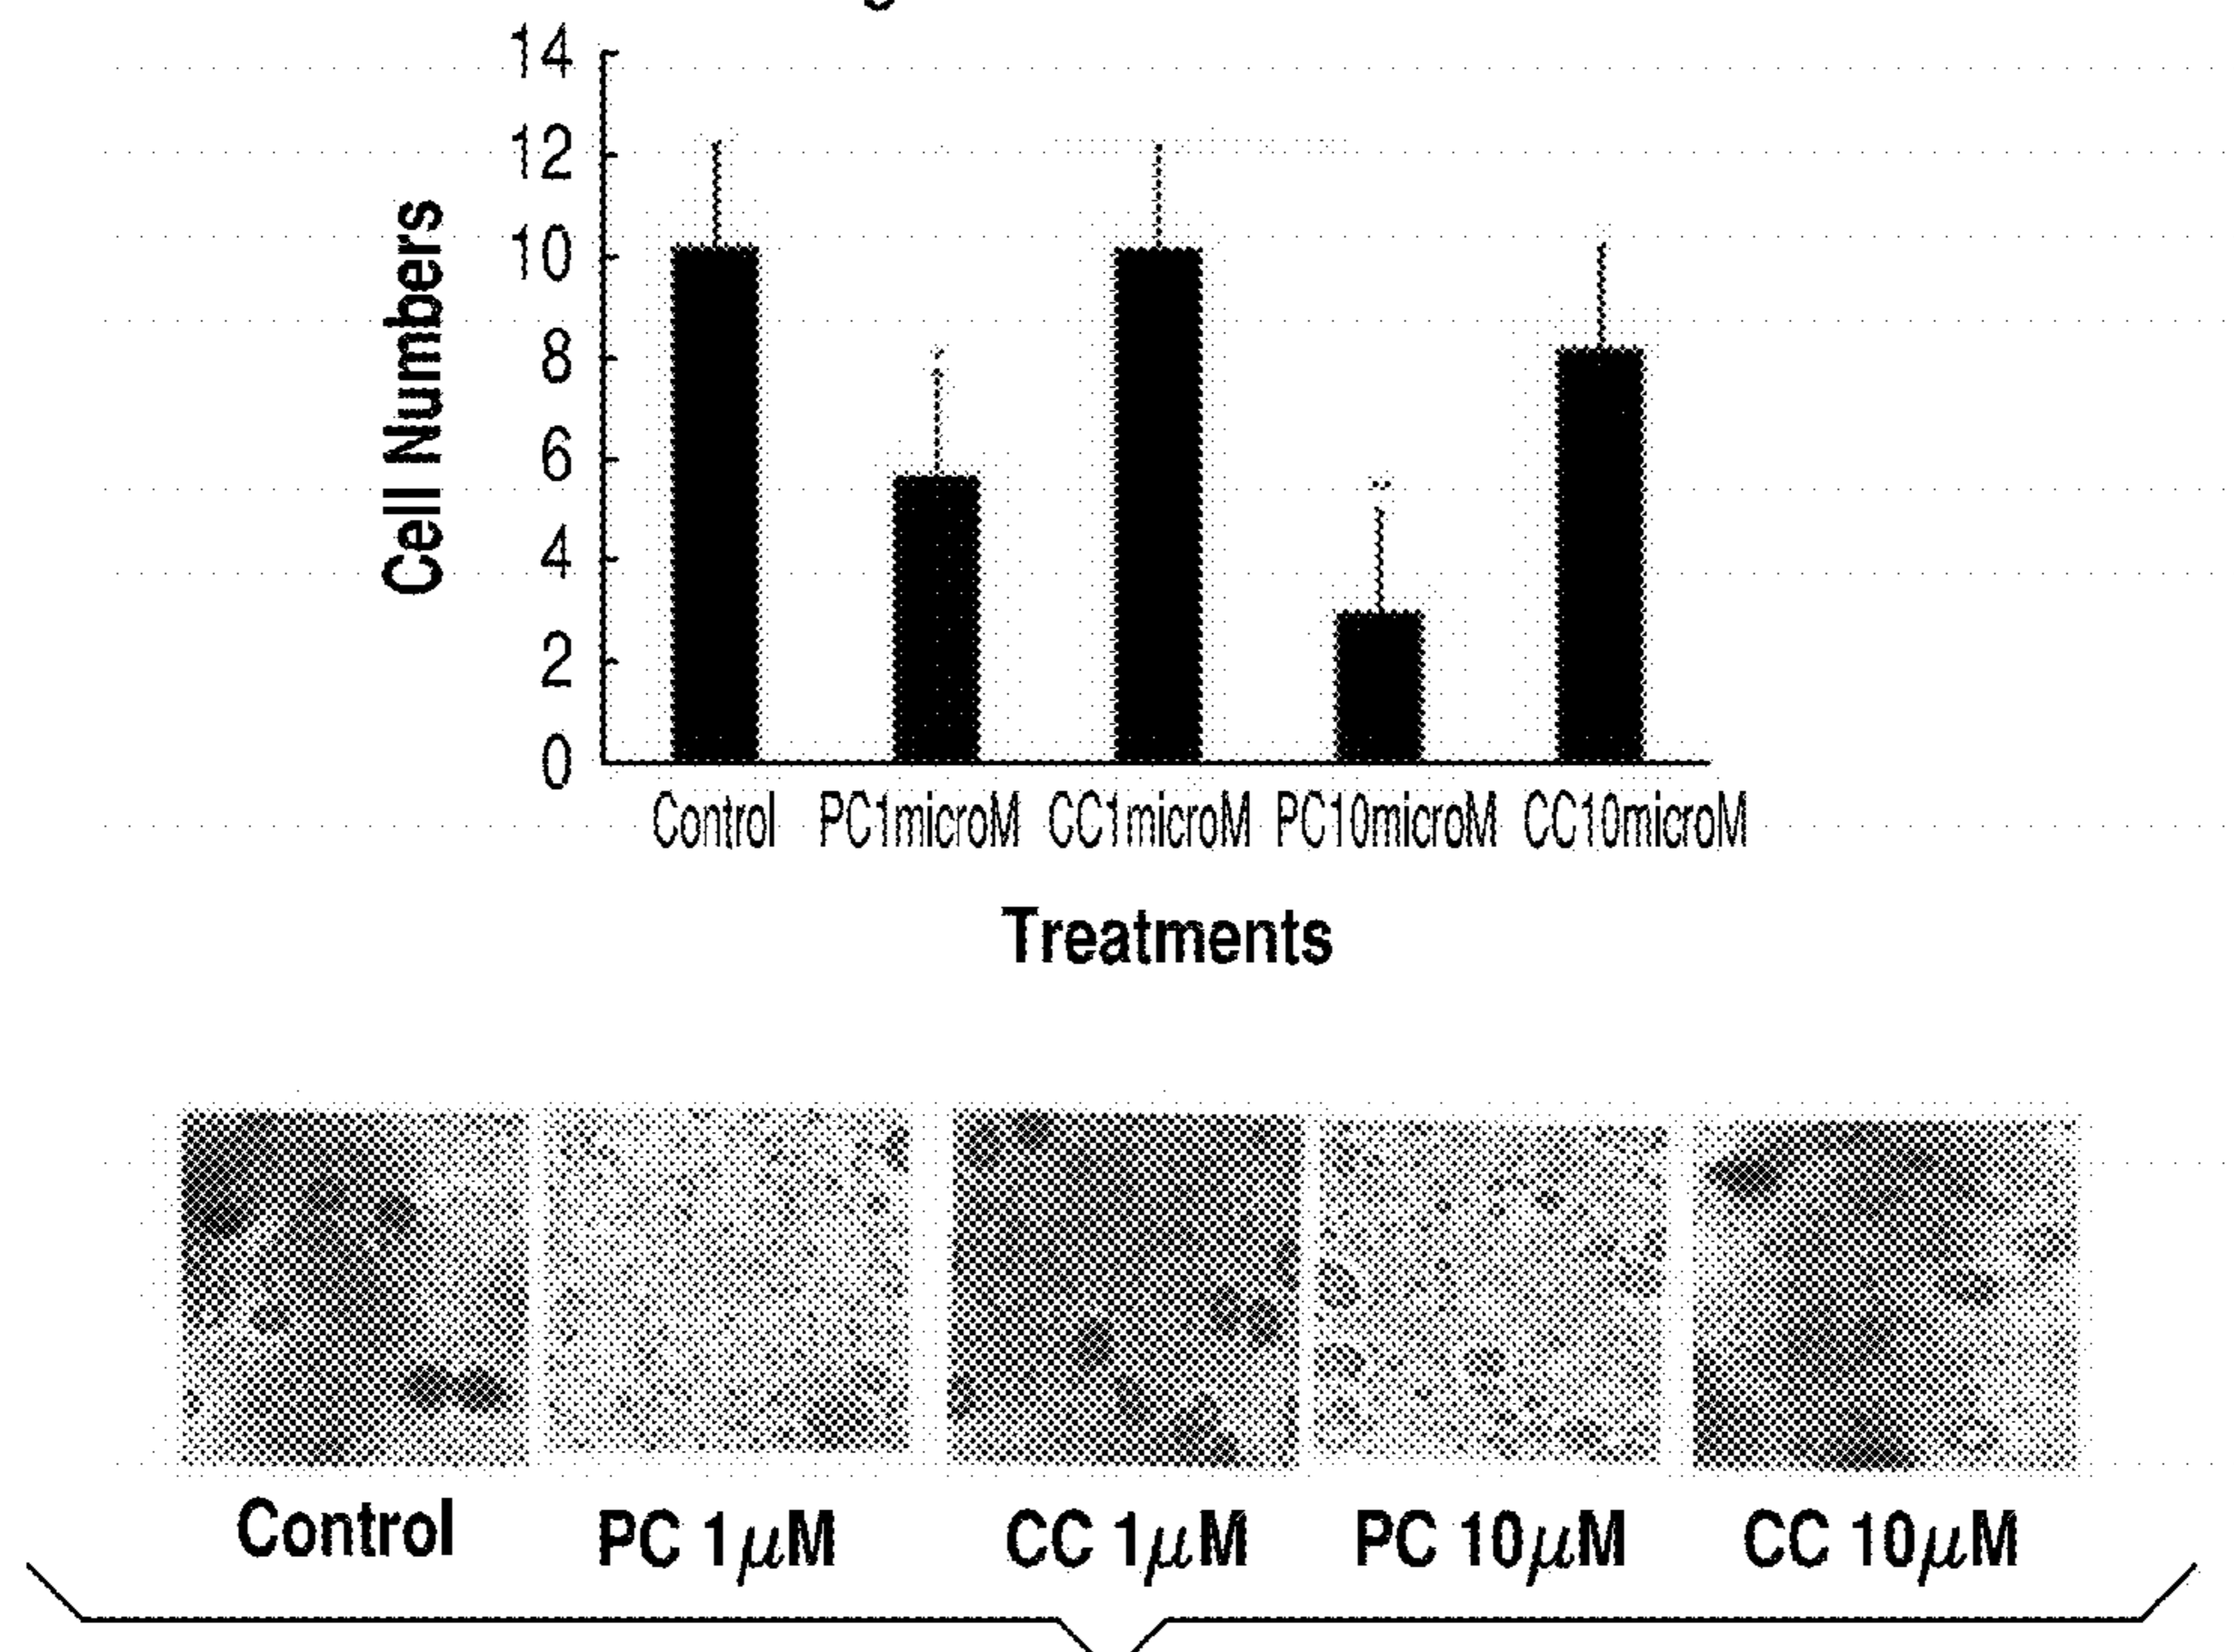 14
12
10
8
6
4
2
0
Cell Numbers
Control PC1microM CC1microM PC10microM CC10microM
Treatments
Control PC 1μM CC 1μM PC 10μM CC 10μM